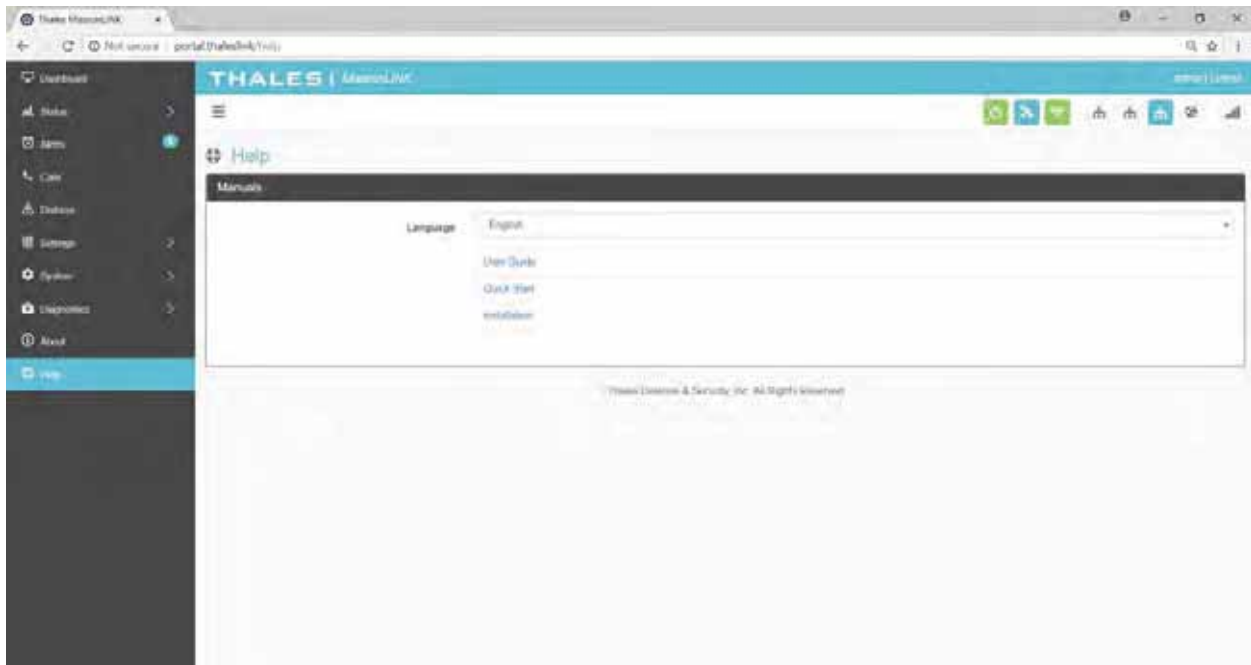 Thales MissionLINK
Not secure portal.thaleslink/help
Dashboard
THALES | MissionLINK
Status
Alerts
Help
Calls
Manuals
Language English
Settings
User Guide
System
Quick Start
Diagnostics
Installation
About
Help
Thales Defense & Security, Inc. All Rights Reserved